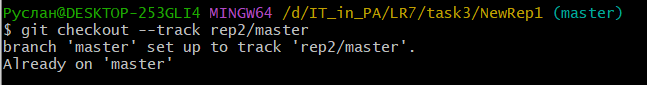 Руслан@DESKTOP-253GLI4 MINGW64 /d/IT_in_PA/LR7/task3/NewRep1 (master)
$ git checkout --track rep2/master
branch 'master' set up to track 'rep2/master'.
Already on 'master'